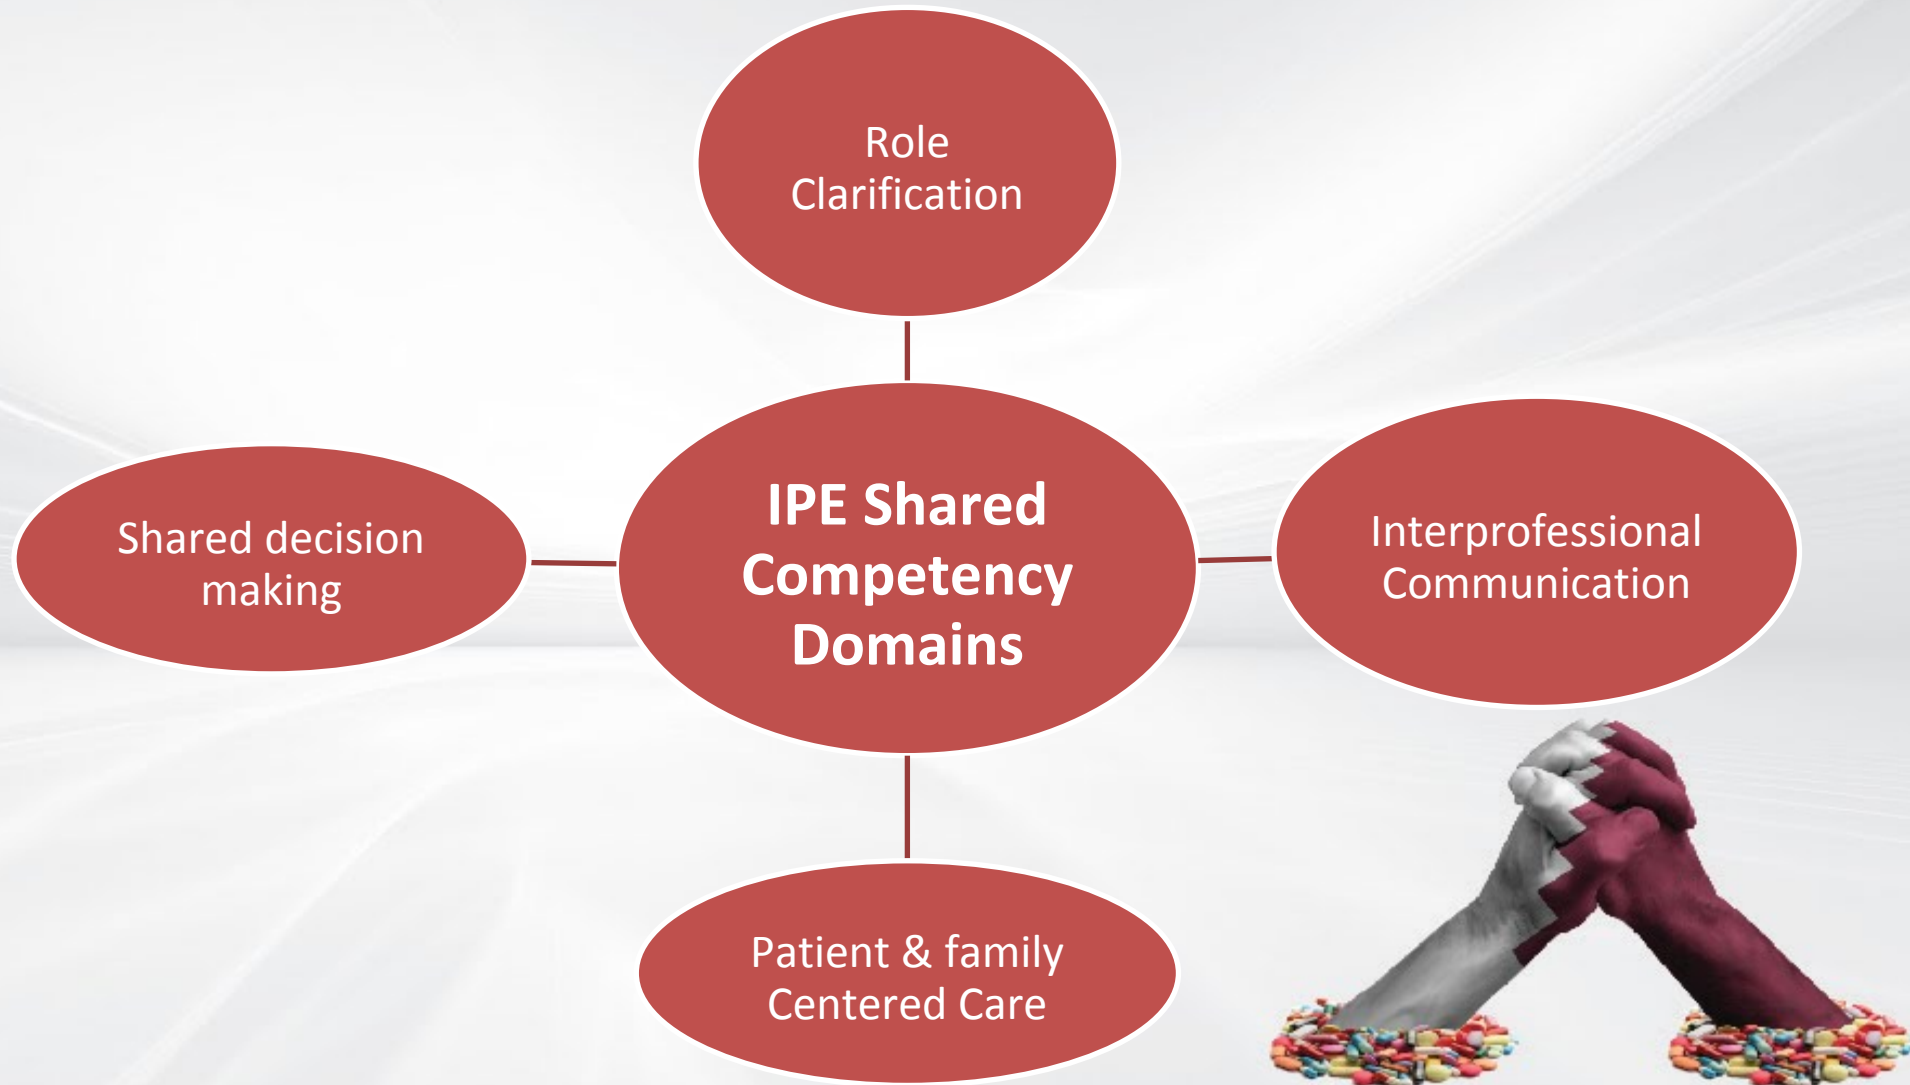 Role
Clarification
IPE Shared
Competency
Domains
Shared decision
making
Interprofessional
Communication
Patient & family
Centered Care